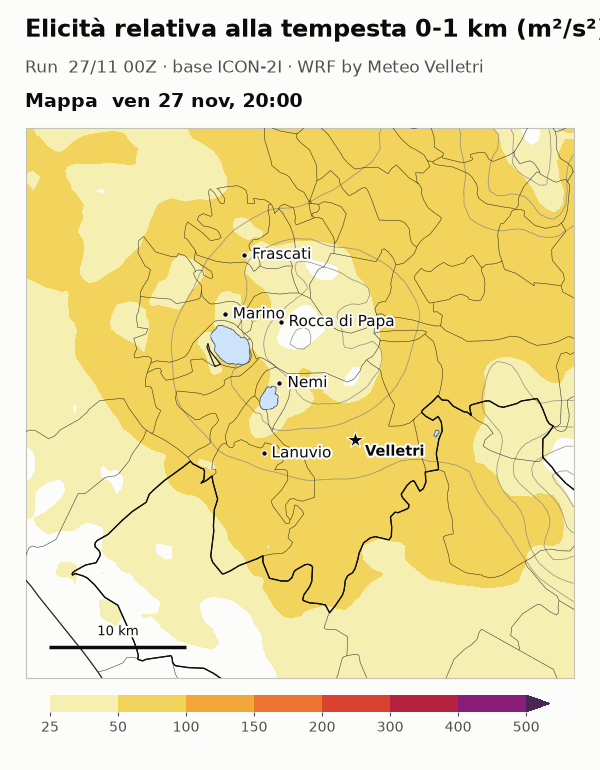 Elicità relativa alla tempesta 0-1 km (m²/s²)
Run 27/11 00Z · base ICON-2I · WRF by Meteo Velletri
Mappa ven 27 nov, 20:00
Frascati
Marino
Rocca di Papa
Nemi
Velletri
Lanuvio
10 km
25 50 100 150 200 300 400 500